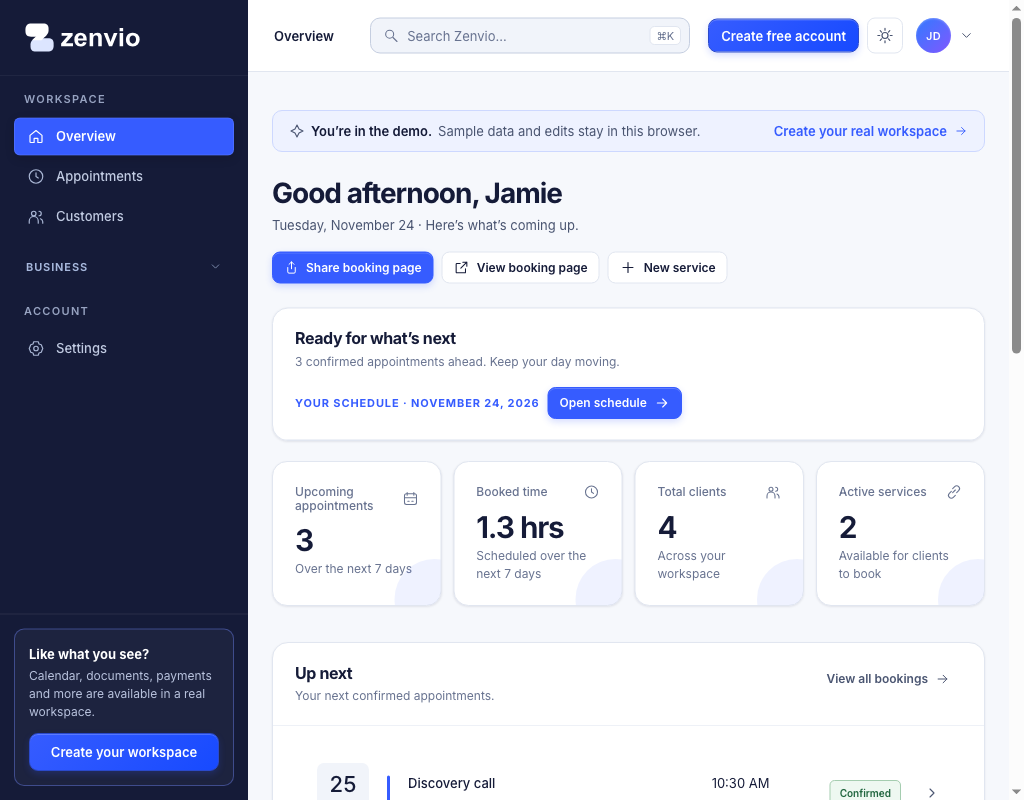 zenvio
Overview
Search Zenvio...
⌘K
Create free account
JD
WORKSPACE
Overview
Appointments
Customers
BUSINESS
ACCOUNT
Settings
Like what you see?
Calendar, documents, payments
and more are available in a real
workspace.
Create your workspace
You’re in the demo. Sample data and edits stay in this browser.
Create your real workspace
Good afternoon, Jamie
Tuesday, November 24 · Here’s what’s coming up.
Share booking page
View booking page
New service
Ready for what’s next
3 confirmed appointments ahead. Keep your day moving.
YOUR SCHEDULE · NOVEMBER 24, 2026
Open schedule
Upcoming
appointments
3
Over the next 7 days
Booked time
1.3 hrs
Scheduled over the
next 7 days
Total clients
4
Across your
workspace
Active services
2
Available for clients
to book
Up next
Your next confirmed appointments.
View all bookings
25
Discovery call
10:30 AM
Confirmed